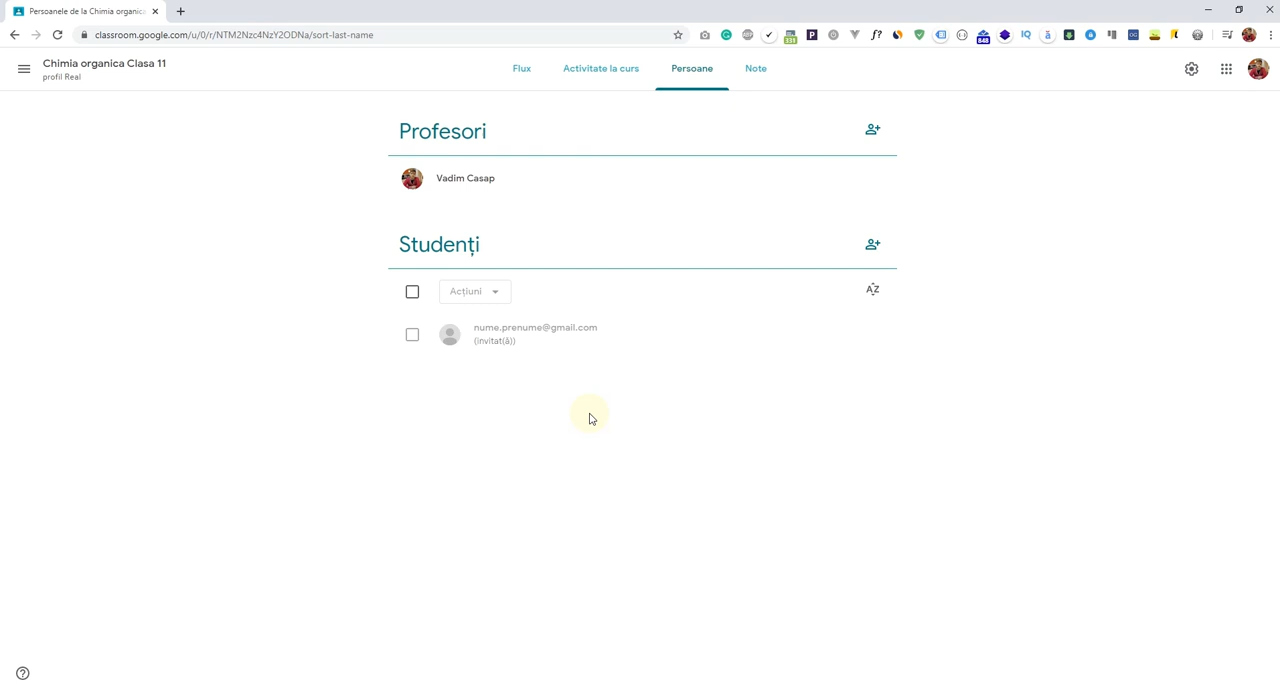 Persoanele de la Chimia organică
classroom.google.com/u/0/r/NTM2Nzc4NzY2ODNa/sort-last-name
Chimia organica Clasa 11
profil Real
Flux
Activitate la curs
Persoane
Note
Profesori
Vadim Casap
Studenți
Acțiuni
nume.prenume@gmail.com
(invitat(ă))